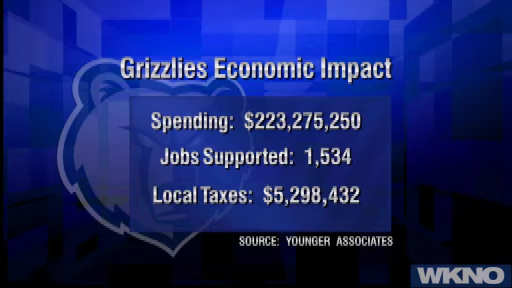 Grizzlies Economic Impact
Spending: $223,275,250
Jobs Supported: 1,534
Local Taxes: $5,298,432
SOURCE: YOUNGER ASSOCIATES
WKNO